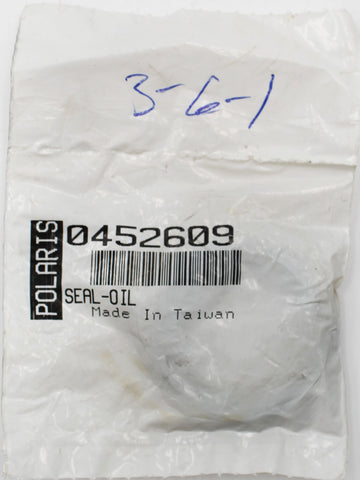 3-6-1
POLARIS
0452609
SEAL-OIL
Made In Taiwan